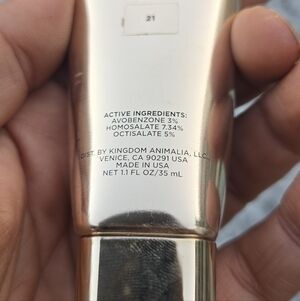 21
ACTIVE INGREDIENTS:
AVOBENZONE 3%
HOMOSALATE 7.34%
OCTISALATE 5%
DIST. BY KINGDOM ANIMALIA, LLC.
VENICE, CA 90291 USA
MADE IN USA
NET 1.1 FL OZ/35 mL